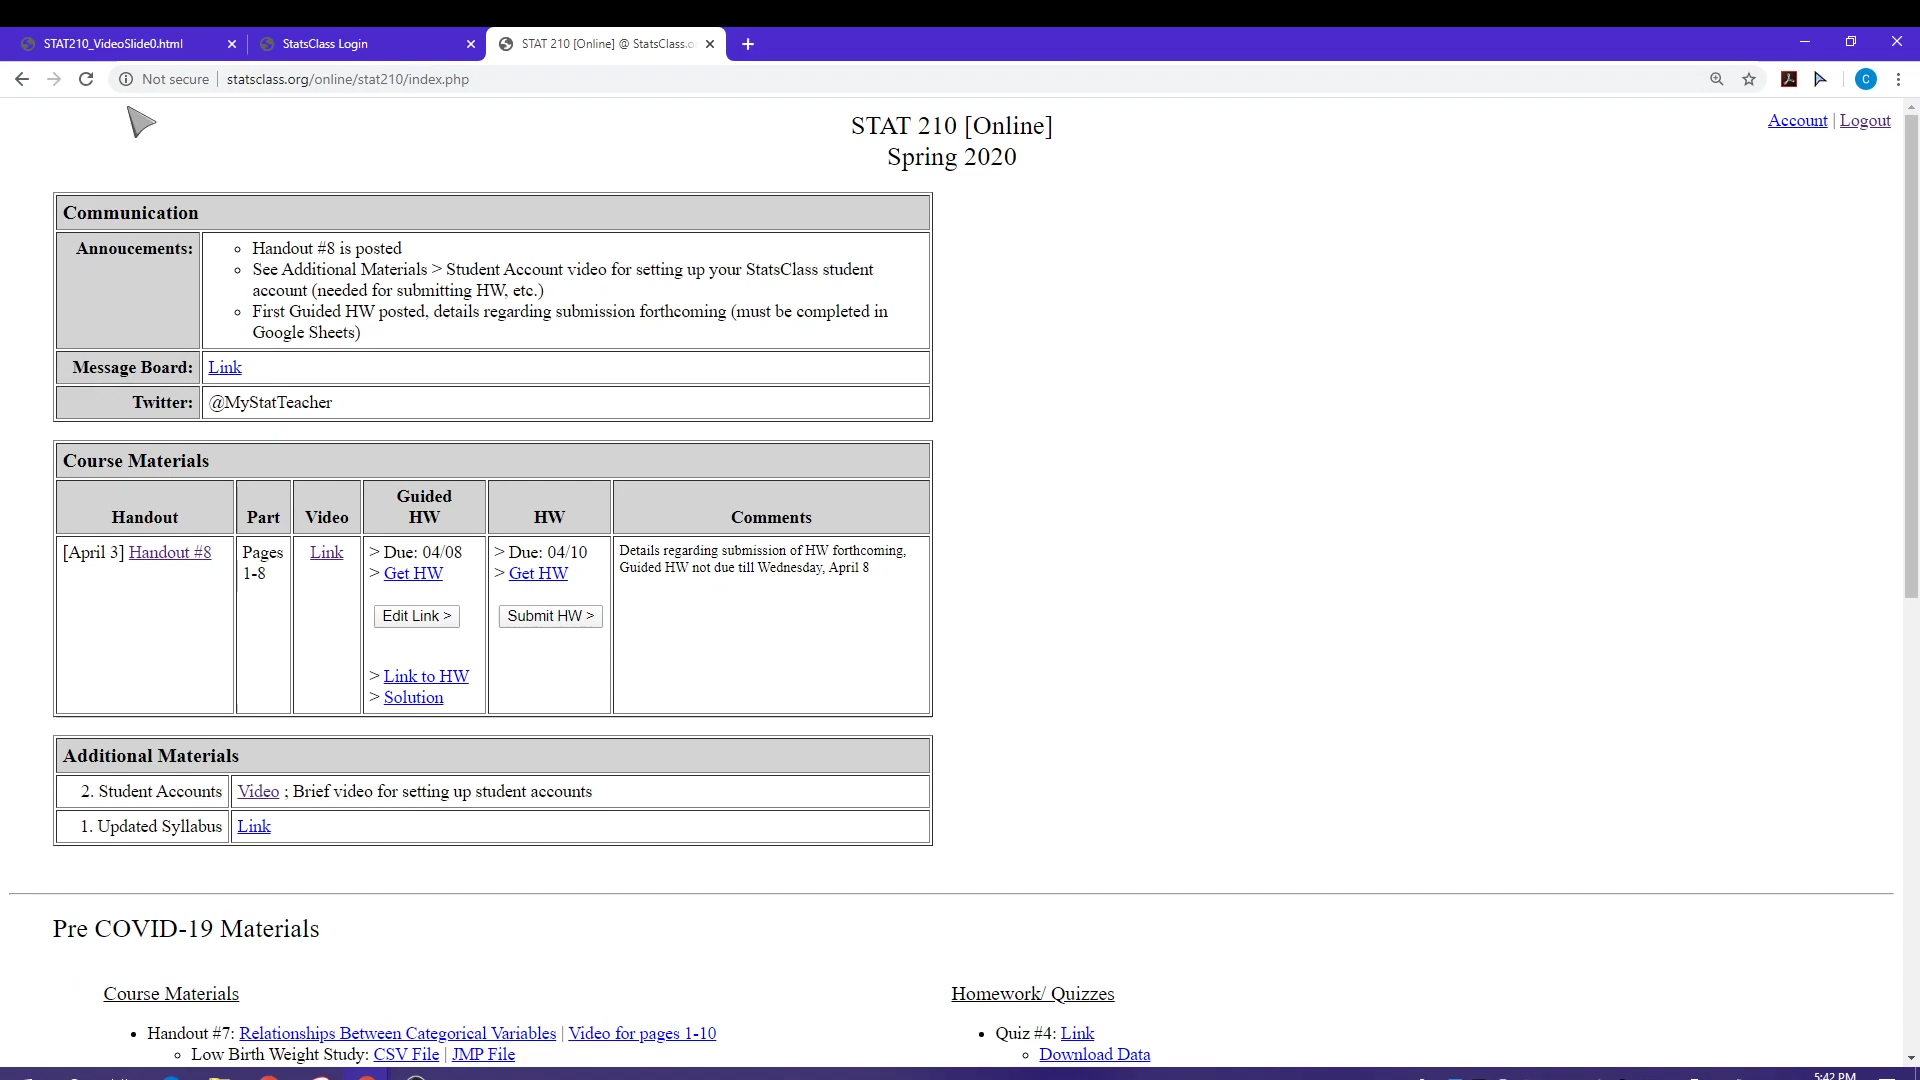 STAT210_VideoSlide0.html
StatsClass Login
STAT 210 [Online] @ StatsClass.o
Not secure | statsclass.org/online/stat210/index.php
C
Account | Logout
STAT 210 [Online]
Spring 2020
Communication
Annoucements:
Handout #8 is posted
See Additional Materials > Student Account video for setting up your StatsClass student
account (needed for submitting HW, etc.)
First Guided HW posted, details regarding submission forthcoming (must be completed in
Google Sheets)
Message Board: Link
Twitter: @MyStatTeacher
Course Materials
Handout Part Video Guided HW HW Comments
[April 3] Handout #8
Pages
1-8
Link
> Due: 04/08
> Get HW
Edit Link >
> Link to HW
> Solution
> Due: 04/10
> Get HW
Submit HW >
Details regarding submission of HW forthcoming,
Guided HW not due till Wednesday, April 8
Additional Materials
2. Student Accounts Video ; Brief video for setting up student accounts
1. Updated Syllabus Link
Pre COVID-19 Materials
Course Materials
Handout #7: Relationships Between Categorical Variables | Video for pages 1-10
Low Birth Weight Study: CSV File | JMP File
Homework/ Quizzes
Quiz #4: Link
Download Data
5:42 PM